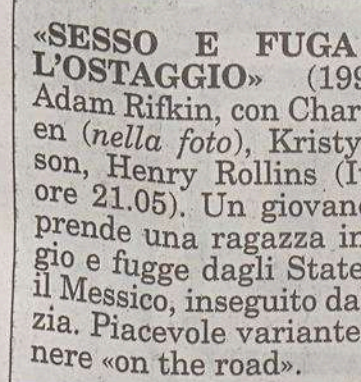 «SESSO E FUGA
L'OSTAGGIO» (199
Adam Rifkin, con Char
en (nella foto), Kristy
son, Henry Rollins (I
ore 21.05). Un giovan
prende una ragazza in
gio e fugge dagli State
il Messico, inseguito da
zia. Piacevole variante
nere «on the road».